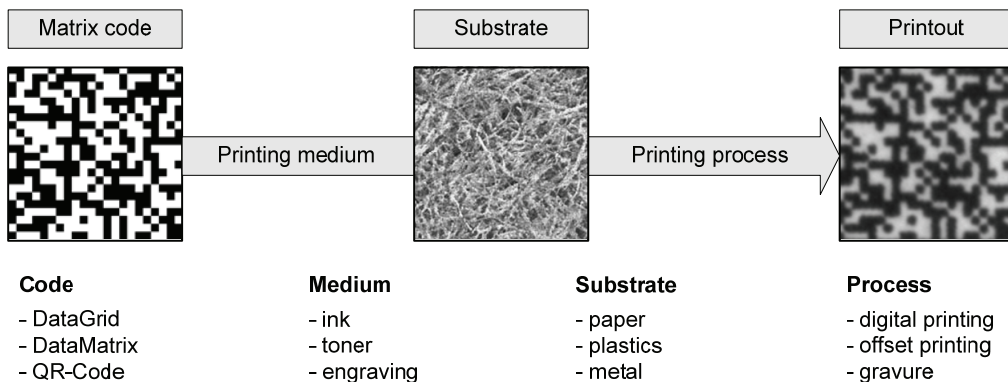 Matrix code
Substrate
Printout
Printing medium
Printing process
Code
- DataGrid
- DataMatrix
- QR-Code
Medium
- ink
- toner
- engraving
Substrate
- paper
- plastics
- metal
Process
- digital printing
- offset printing
- gravure